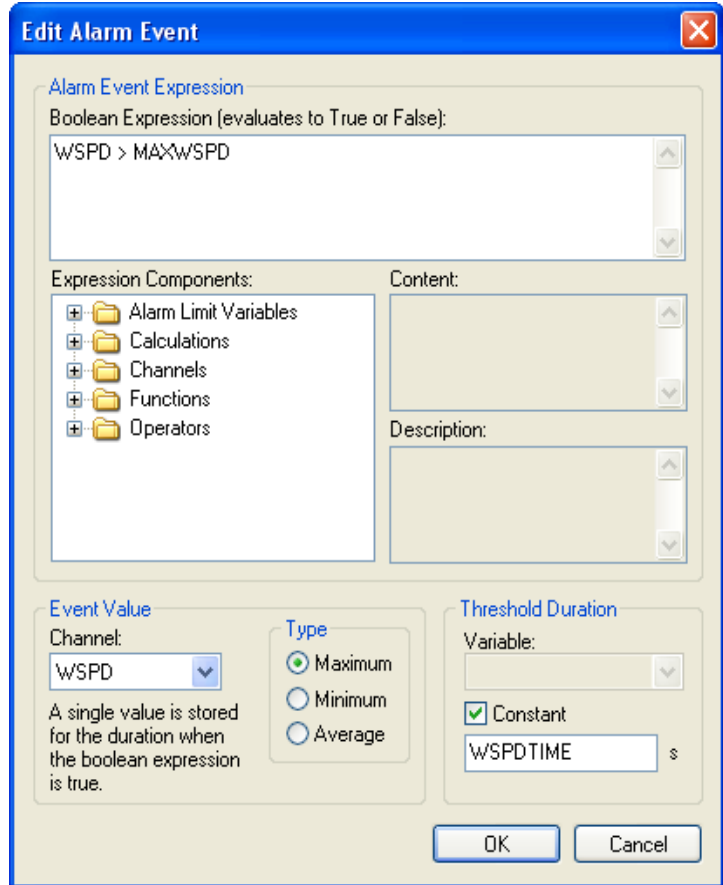 Edit Alarm Event
Alarm Event Expression
Boolean Expression (evaluates to True or False):
WSPD > MAXWSPD
Expression Components:
Alarm Limit Variables
Calculations
Channels
Functions
Operators
Content:
Description:
Event Value
Channel:
WSPD
A single value is stored
for the duration when
the boolean expression
is true.
Type
Maximum
Minimum
Average
Threshold Duration
Variable:
Constant
WSPDTIME s
OK
Cancel